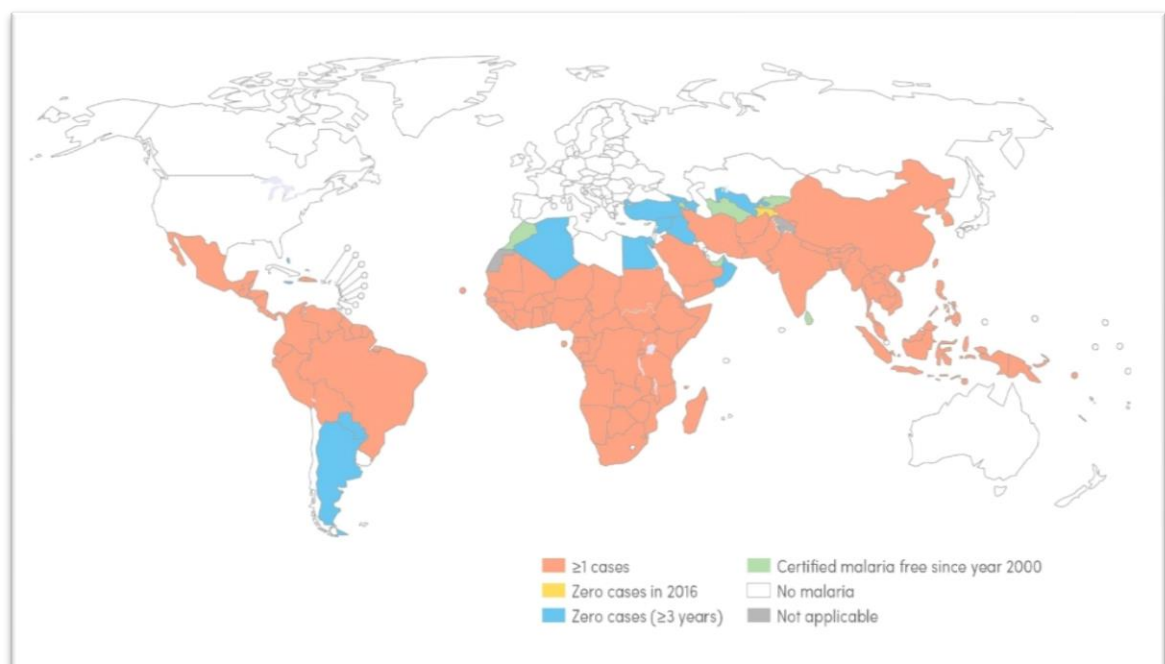 ≥1 cases
Zero cases in 2016
Zero cases (≥3 years)
Certified malaria free since year 2000
No malaria
Not applicable